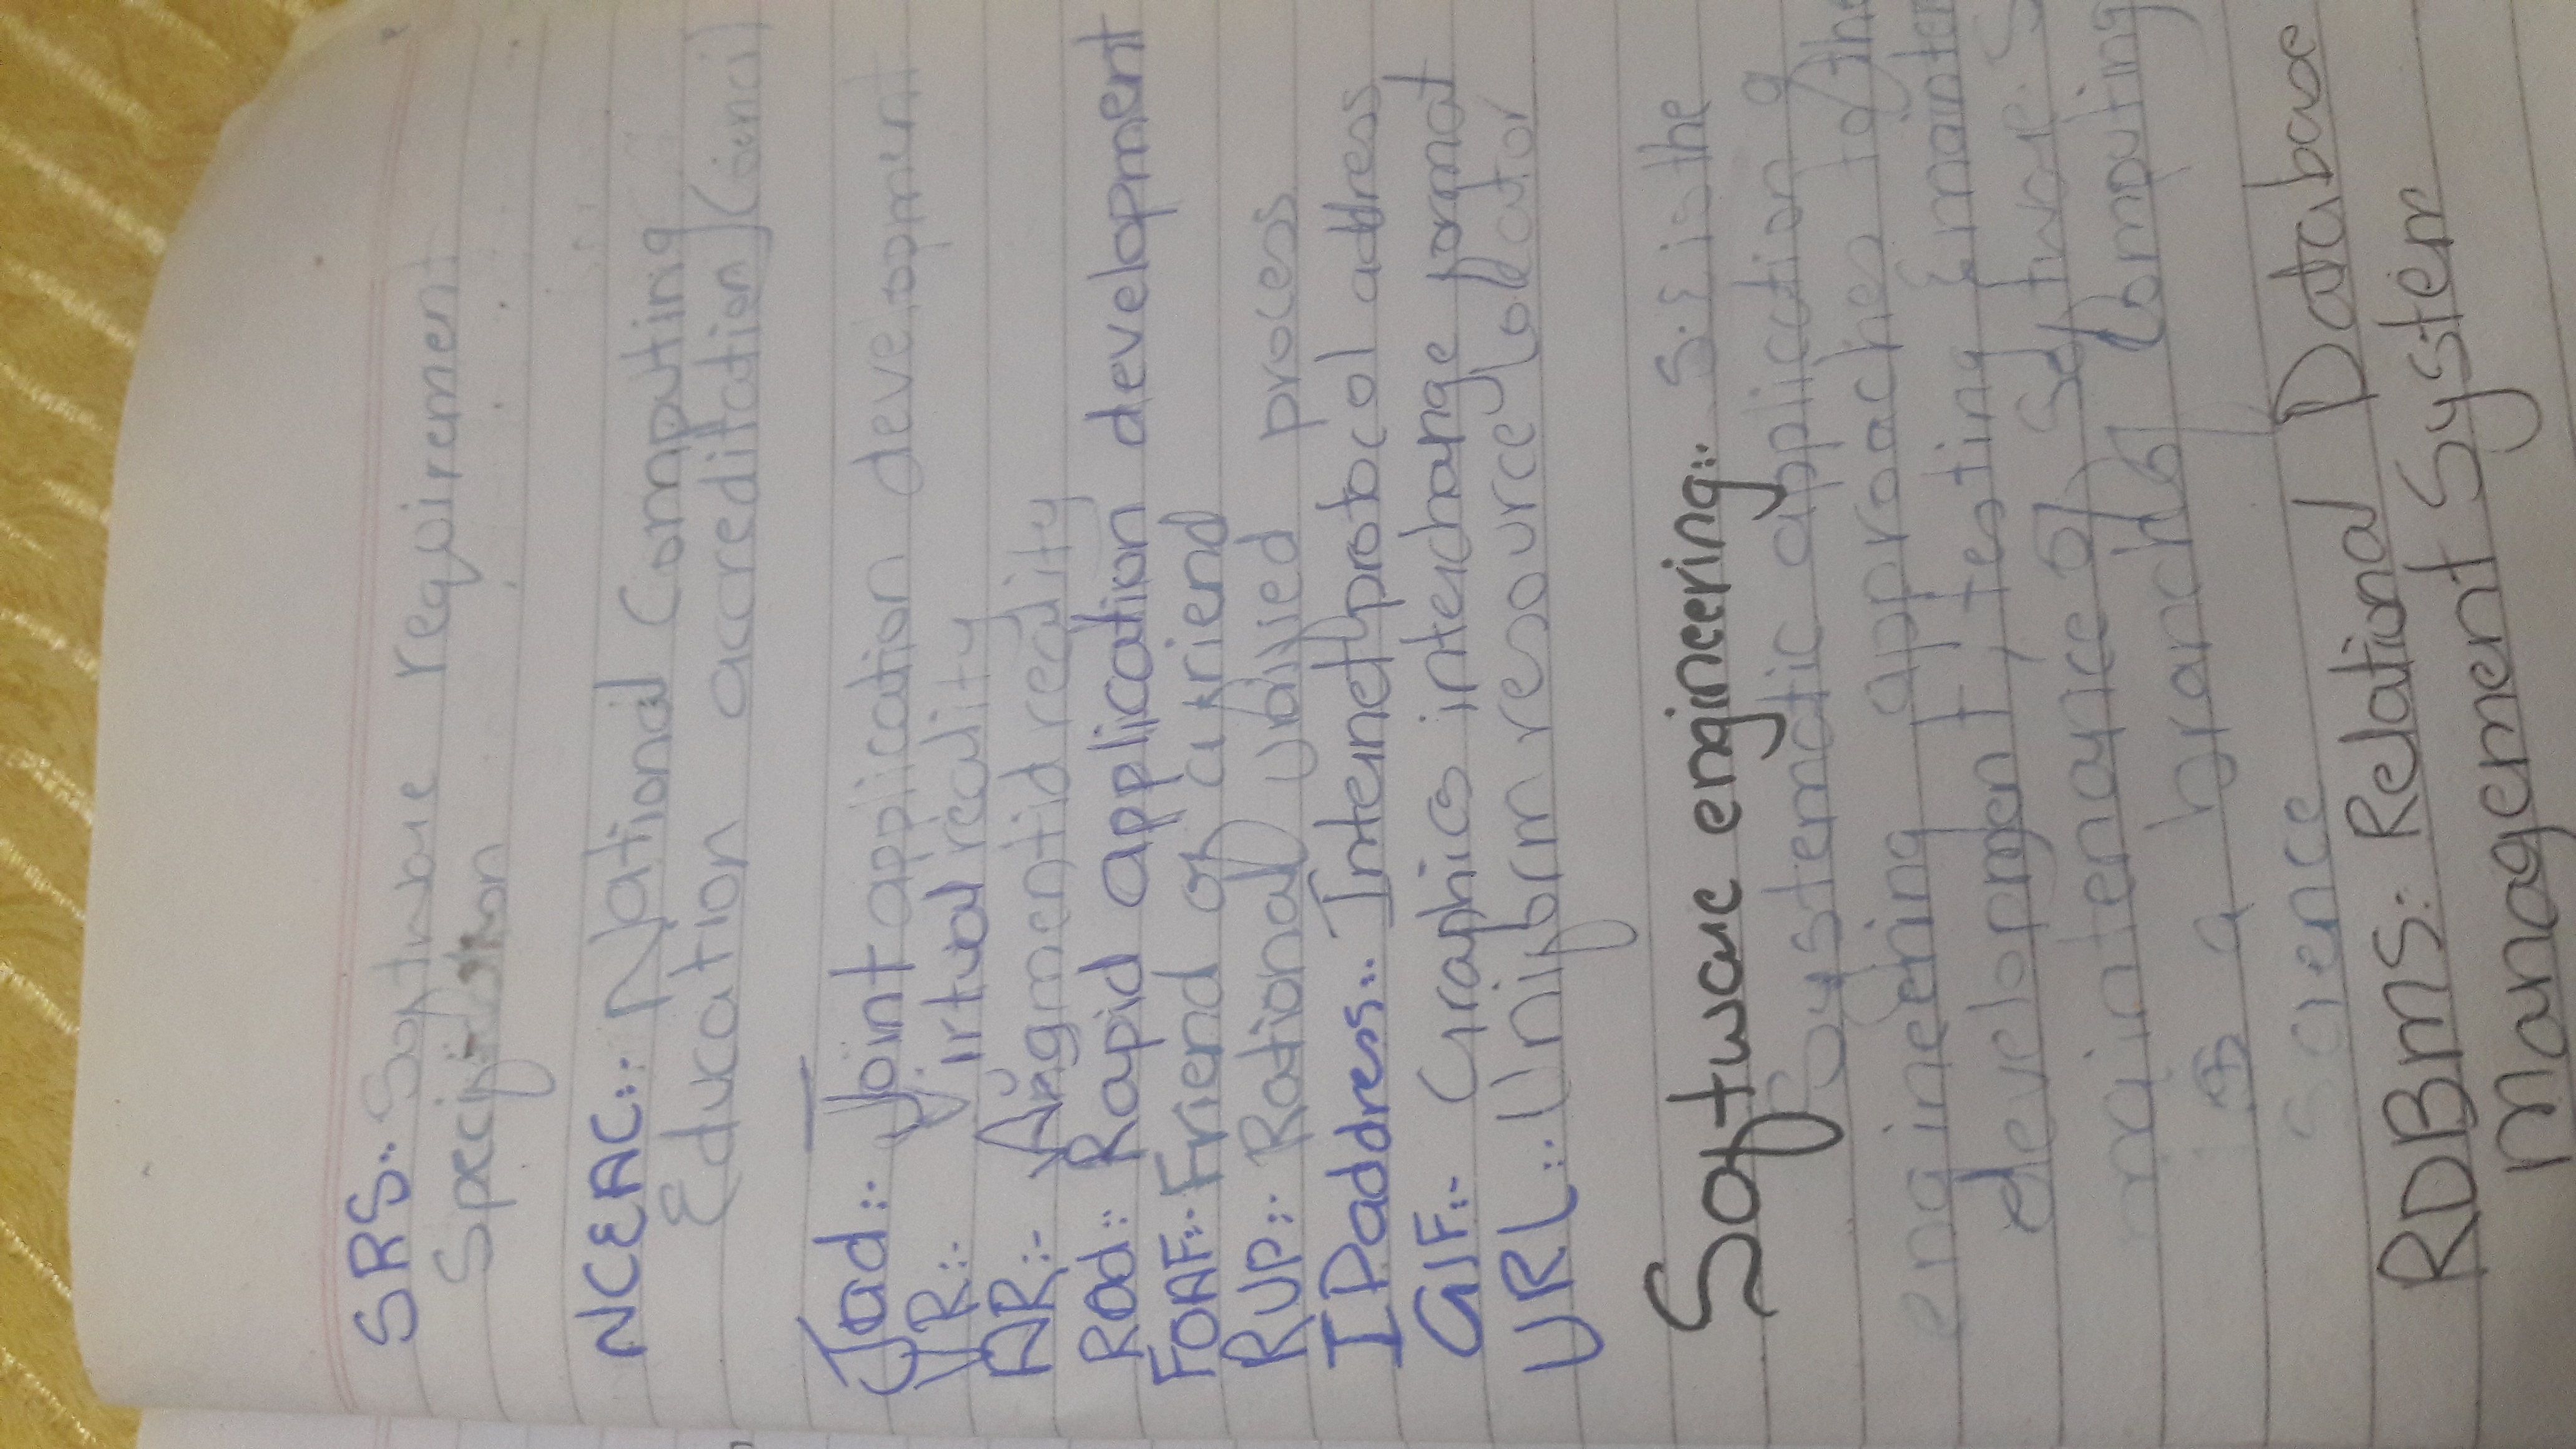 SRS:. Software requirement
Specification
NCEAC:. National Computing
Education accreditation Council
Jad:- Joint application development
VR:- Virtual reality
AR:- Augmentid reality
Rad:: Rapid application development
FOAF:. Friend of a friend
RUP:. Rational unified process
IPaddress:. Internet protocol address
GIF:- Graphics interchange format
URL:. Uniform resource locator
Software engineering:. S.E is the
Systematic application of
engineering approaches to the
development, testing & mainten
maintenance of Software. S
is a branch of Computing
Science
RDBMS:. Relational Database
Management System